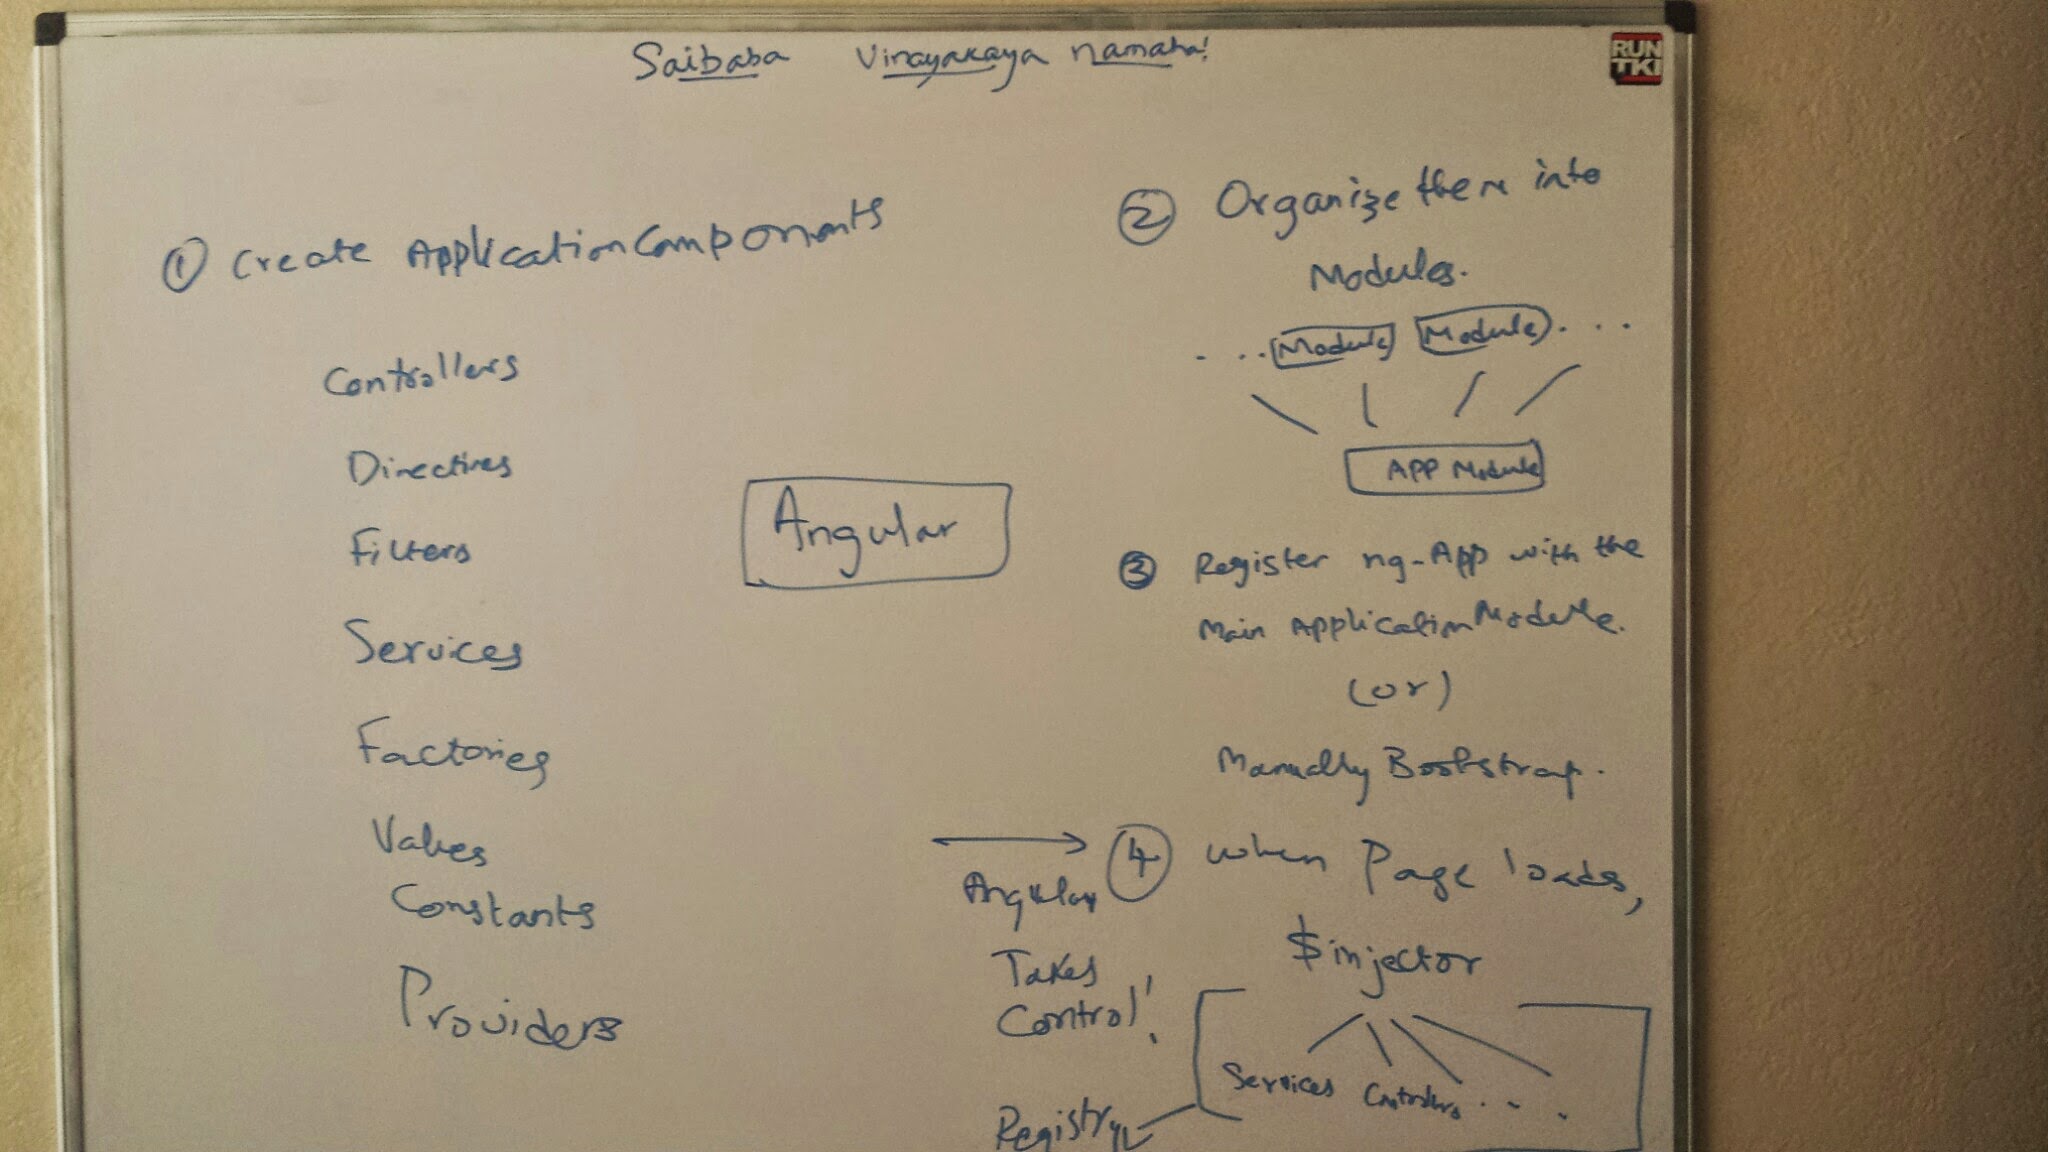 Saibaba Vinayakaya namaha!
RUN
TKI
① Create Application Components
Controllers
Directives
Filters
Services
Factories
Values
Constants
Providers
Angular
② Organize them into
Modules.
....Module Module....
APP Module
③ Register ng-App with the
Main Application Module.
(or)
Manually Bootstrap.
④ when Page loads,
Angular
Takes
Control!
$injector
Services Controllers....
Registry